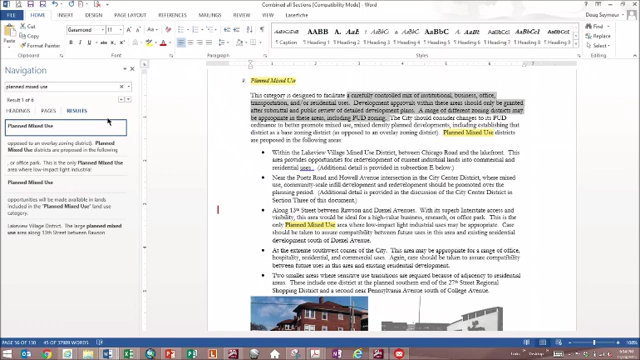 Combined all Sections [Compatibility Mode] - Word
Doug Seymour
FILE HOME INSERT DESIGN PAGE LAYOUT REFERENCES MAILINGS REVIEW VIEW Laserfiche
Cut
Copy
Paste
Garamond 11
Clipboard Font Paragraph Styles
Navigation
planned mixed use
Result 1 of 8
HEADINGS PAGES RESULTS
Planned Mixed Use
opposed to an overlay zoning district). Planned
Mixed Use districts are proposed in the following
, or office park. This is the only Planned Mixed Use
area where low-impact light industrial
Planned Mixed Use
opportunities will be made available in lands
included in the "Planned Mixed Use" land use
category.
Lakeview Village District. The large planned mixed
use area along 13th Street between Rawson
Planned Mixed Use
This category is designed to facilitate a carefully controlled mix of institutional, business, office,
transportation, and/or residential uses. Development approvals within these areas should only be granted
after submittal and public review of detailed development plans. A range of different zoning districts may
be appropriate in these areas, including PUD zoning. The City should consider changes to its PUD
ordinance to better promote mixed use, mixed density planned developments, including establishing that
district as a base zoning district (as opposed to an overlay zoning district). Planned Mixed Use districts
are proposed in the following areas:
• Within the Lakeview Village Mixed Use District, between Chicago Road and the lakefront. This
area provides opportunities for redevelopment of current industrial lands into commercial and
residential uses. (Additional detail is provided in subsection E below.)
• Near the Puetz Road and Howell Avenue intersection in the City Center District, where mixed
use, community-scale infill development and redevelopment should be promoted over the
planning period. (Additional detail is provided in the discussion of the City Center District in
Section Three of this document.)
• Along 13th Street between Rawson and Drexel Avenues. With its superb Interstate access and
visibility, this area would be ideal for a high-value business, research, or office park. This is the
only Planned Mixed Use area where low-impact light industrial uses may be appropriate. Care
should be taken to assure compatibility between future uses in this area and existing residential
development south of Drexel Avenue.
• At the extreme southwest corner of the City. This area may be appropriate for a range of office,
hospitality, residential, and commercial uses. Again, care should be taken to assure compatibility
between future uses in this area and existing residential development.
• Two smaller areas where sensitive use transitions are required because of adjacency to residential
areas. These include one district at the planned southern end of the 27th Street Regional
Shopping District and a second near Pennsylvania Avenue south of College Avenue.
PAGE 56 OF 130